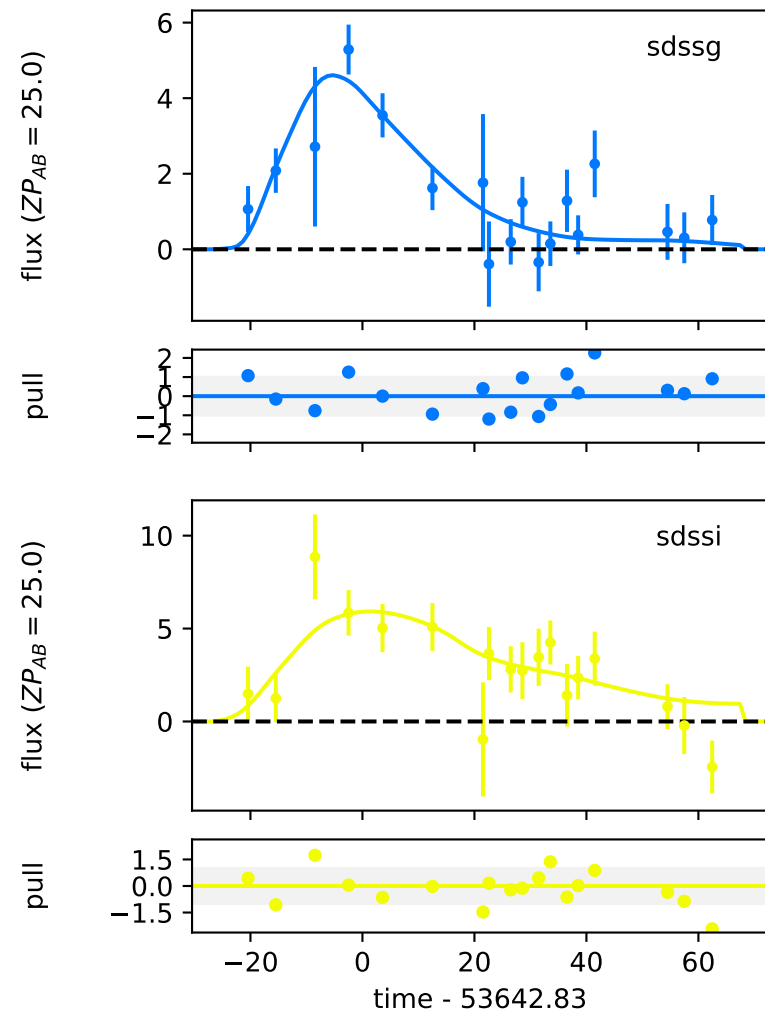 sdssg
flux (ZP_AB = 25.0)
6
4
2
0
pull
2
1
0
−1
−2
sdssi
flux (ZP_AB = 25.0)
10
5
0
pull
1.5
0.0
−1.5
−20 0 20 40 60
time - 53642.83